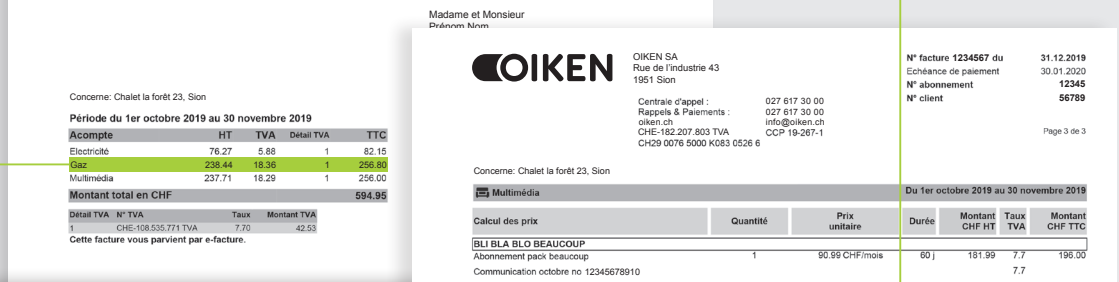 Madame et Monsieur
Prénom Nom
Concerne: Chalet la forêt 23, Sion
Période du 1er octobre 2019 au 30 novembre 2019
Acompte HT TVA Détail TVA TTC
Electricité 76.27 5.88 1 82.15
Gaz 238.44 18.36 1 256.80
Multimédia 237.71 18.29 1 256.00
Montant total en CHF 594.95
Détail TVA N° TVA Taux Montant TVA
1 CHE-108.535.771 TVA 7.70 42.53
Cette facture vous parvient par e-facture.
OIKEN
OIKEN SA
Rue de l'industrie 43
1951 Sion
Centrale d'appel : 027 617 30 00
Rappels & Paiements : 027 617 30 00
oiken.ch info@oiken.ch
CHE-182.207.803 TVA CCP 19-267-1
CH29 0076 5000 K083 0526 6
N° facture 1234567 du 31.12.2019
Echéance de paiement 30.01.2020
N° abonnement 12345
N° client 56789
Page 3 de 3
Concerne: Chalet la forêt 23, Sion
Multimédia Du 1er octobre 2019 au 30 novembre 2019
Calcul des prix Quantité Prix unitaire Durée Montant CHF HT Taux TVA Montant CHF TTC
BLI BLA BLO BEAUCOUP
Abonnement pack beaucoup 1 90.99 CHF/mois 60 j 181.99 7.7 196.00
Communication octobre no 12345678910 7.7